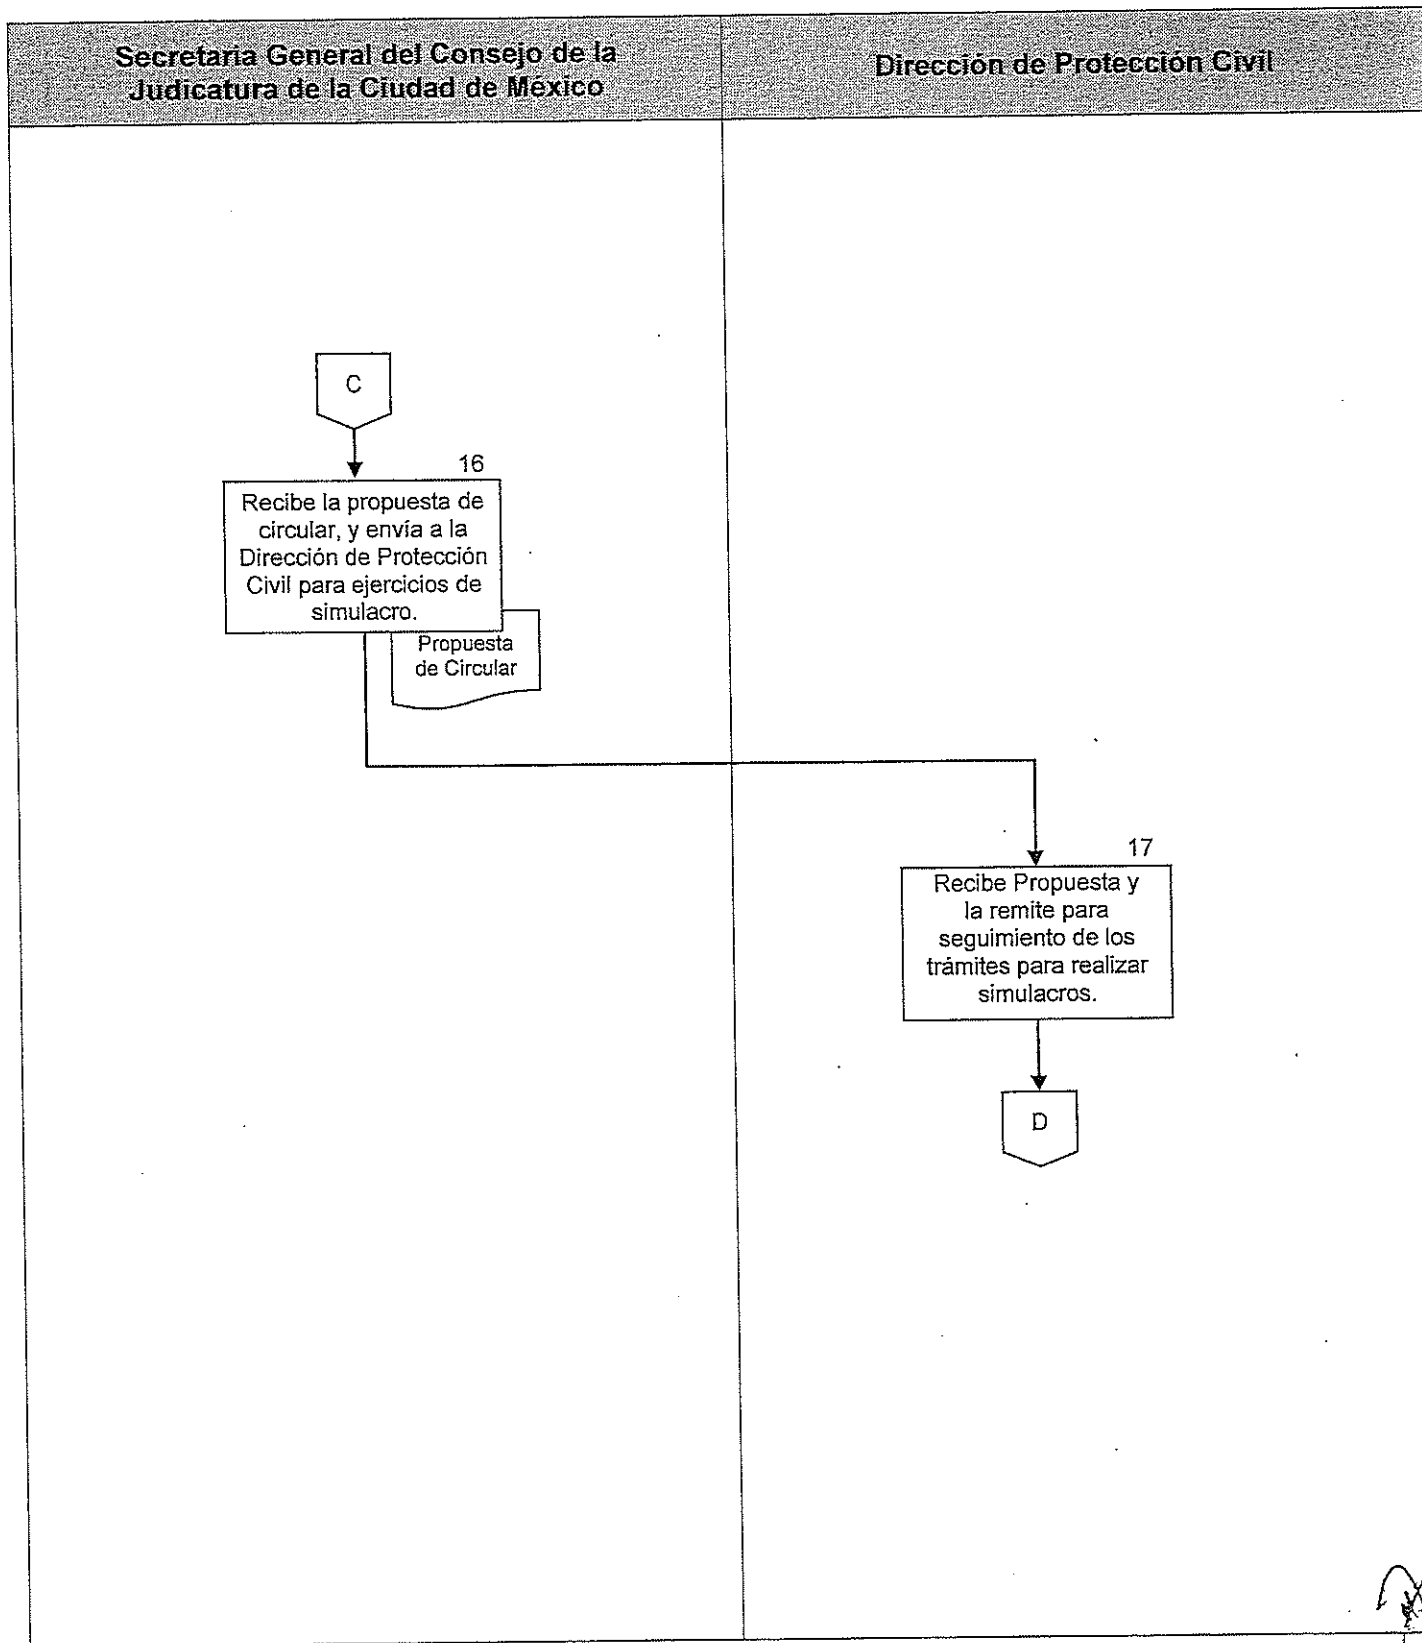 Secretaría General del Consejo de la
Judicatura de la Ciudad de México
Dirección de Protección Civil
C
16
Recibe la propuesta de
circular, y envía a la
Dirección de Protección
Civil para ejercicios de
simulacro.
Propuesta
de Circular
17
Recibe Propuesta y
la remite para
seguimiento de los
trámites para realizar
simulacros.
D